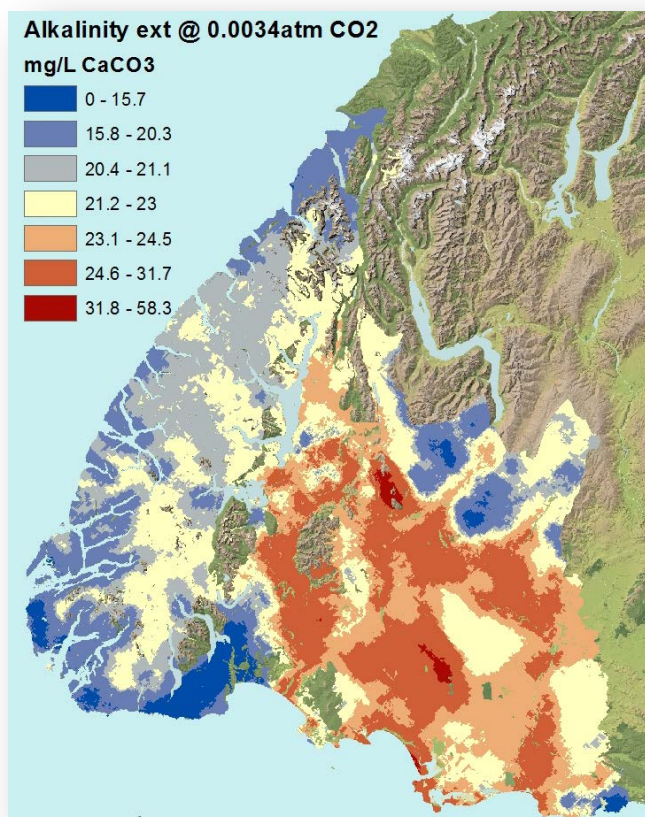 Alkalinity ext @ 0.0034atm CO2
mg/L CaCO3
0 - 15.7
15.8 - 20.3
20.4 - 21.1
21.2 - 23
23.1 - 24.5
24.6 - 31.7
31.8 - 58.3